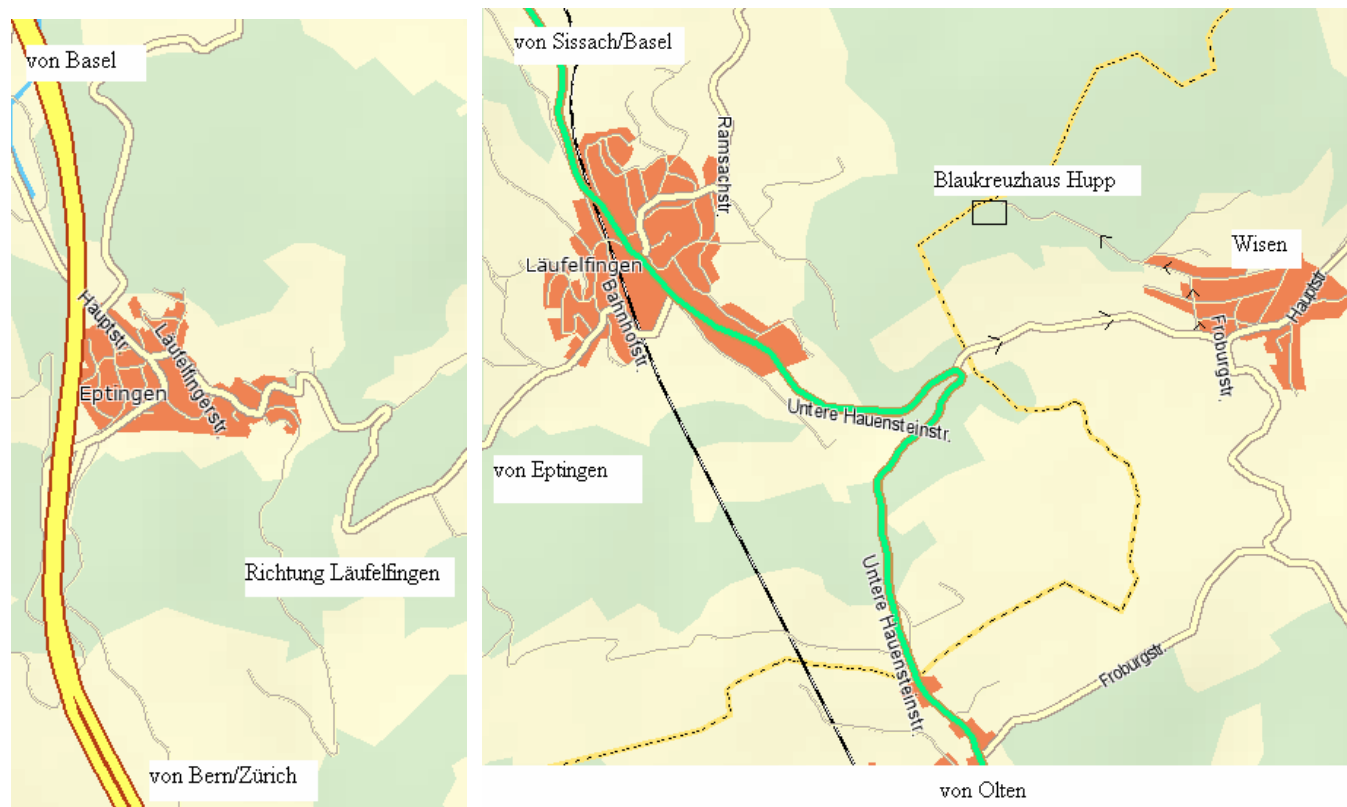 von Basel
Hauptstr.
Läufelfingerstr.
Eptingen
Richtung Läufelfingen
von Bern/Zürich
von Sissach/Basel
Ramsachstr.
Blaukreuzhaus Hupp
Wisen
Läufelfingen
Bahnhofstr.
Hauptstr.
Froburgstr.
Untere Hauensteinstr.
von Eptingen
Untere Hauensteinstr.
Froburgstr.
von Olten